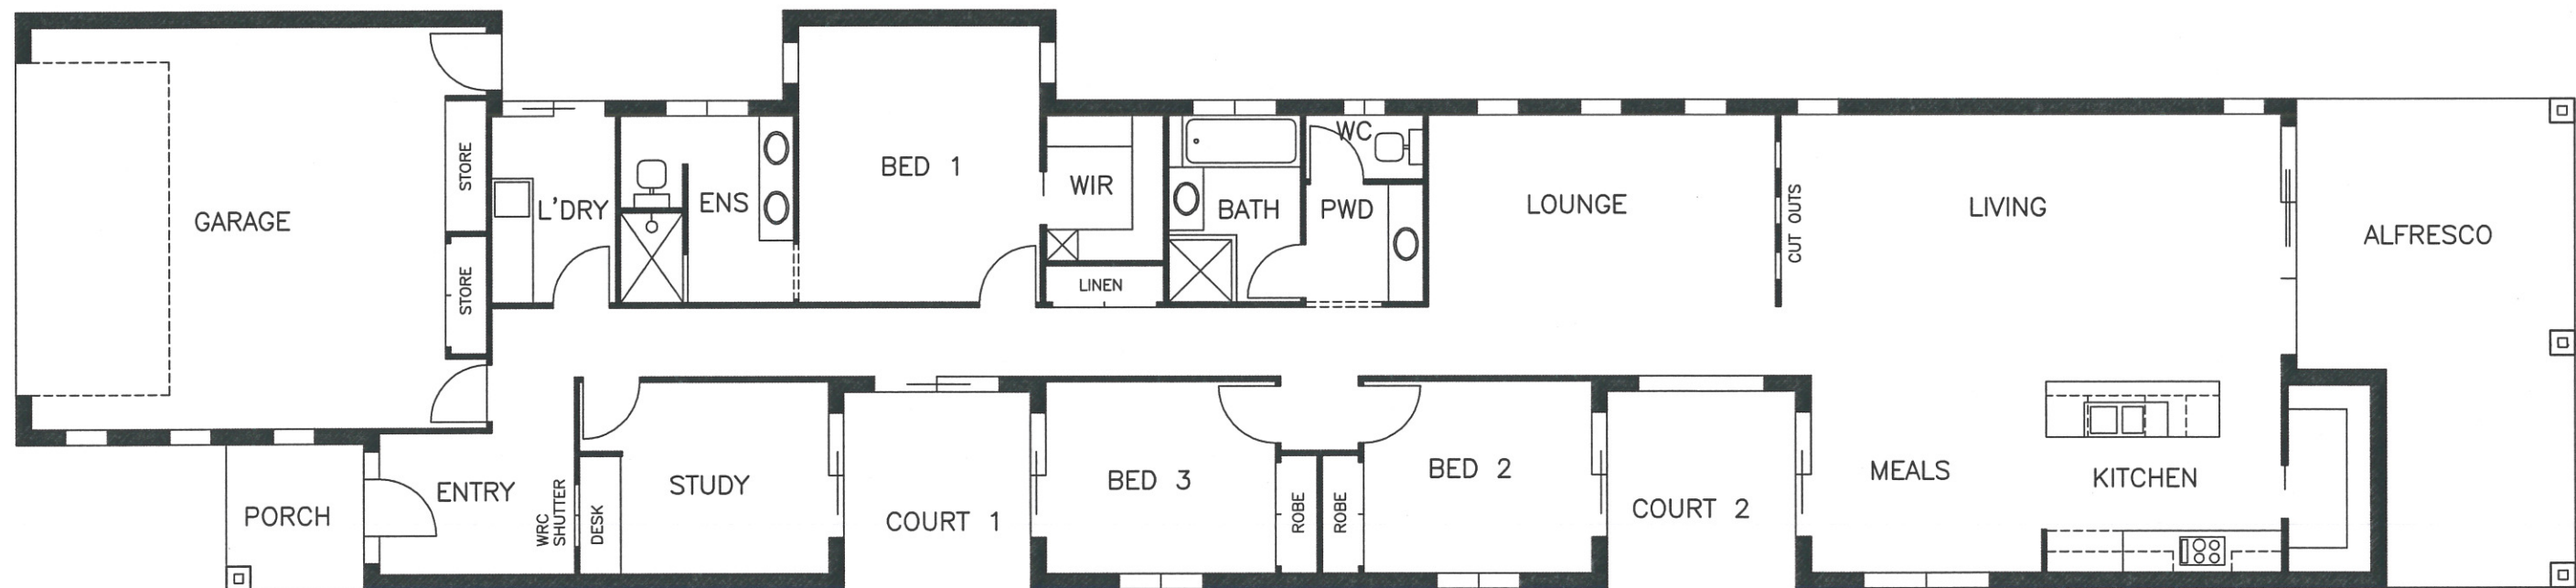 GARAGE
STORE
STORE
L'DRY
ENS
BED 1
WIR
LINEN
BATH
WC
PWD
LOUNGE
CUT OUTS
LIVING
ALFRESCO
PORCH
ENTRY
WRC
SHUTTER
DESK
STUDY
COURT 1
BED 3
ROBE
ROBE
BED 2
COURT 2
MEALS
KITCHEN